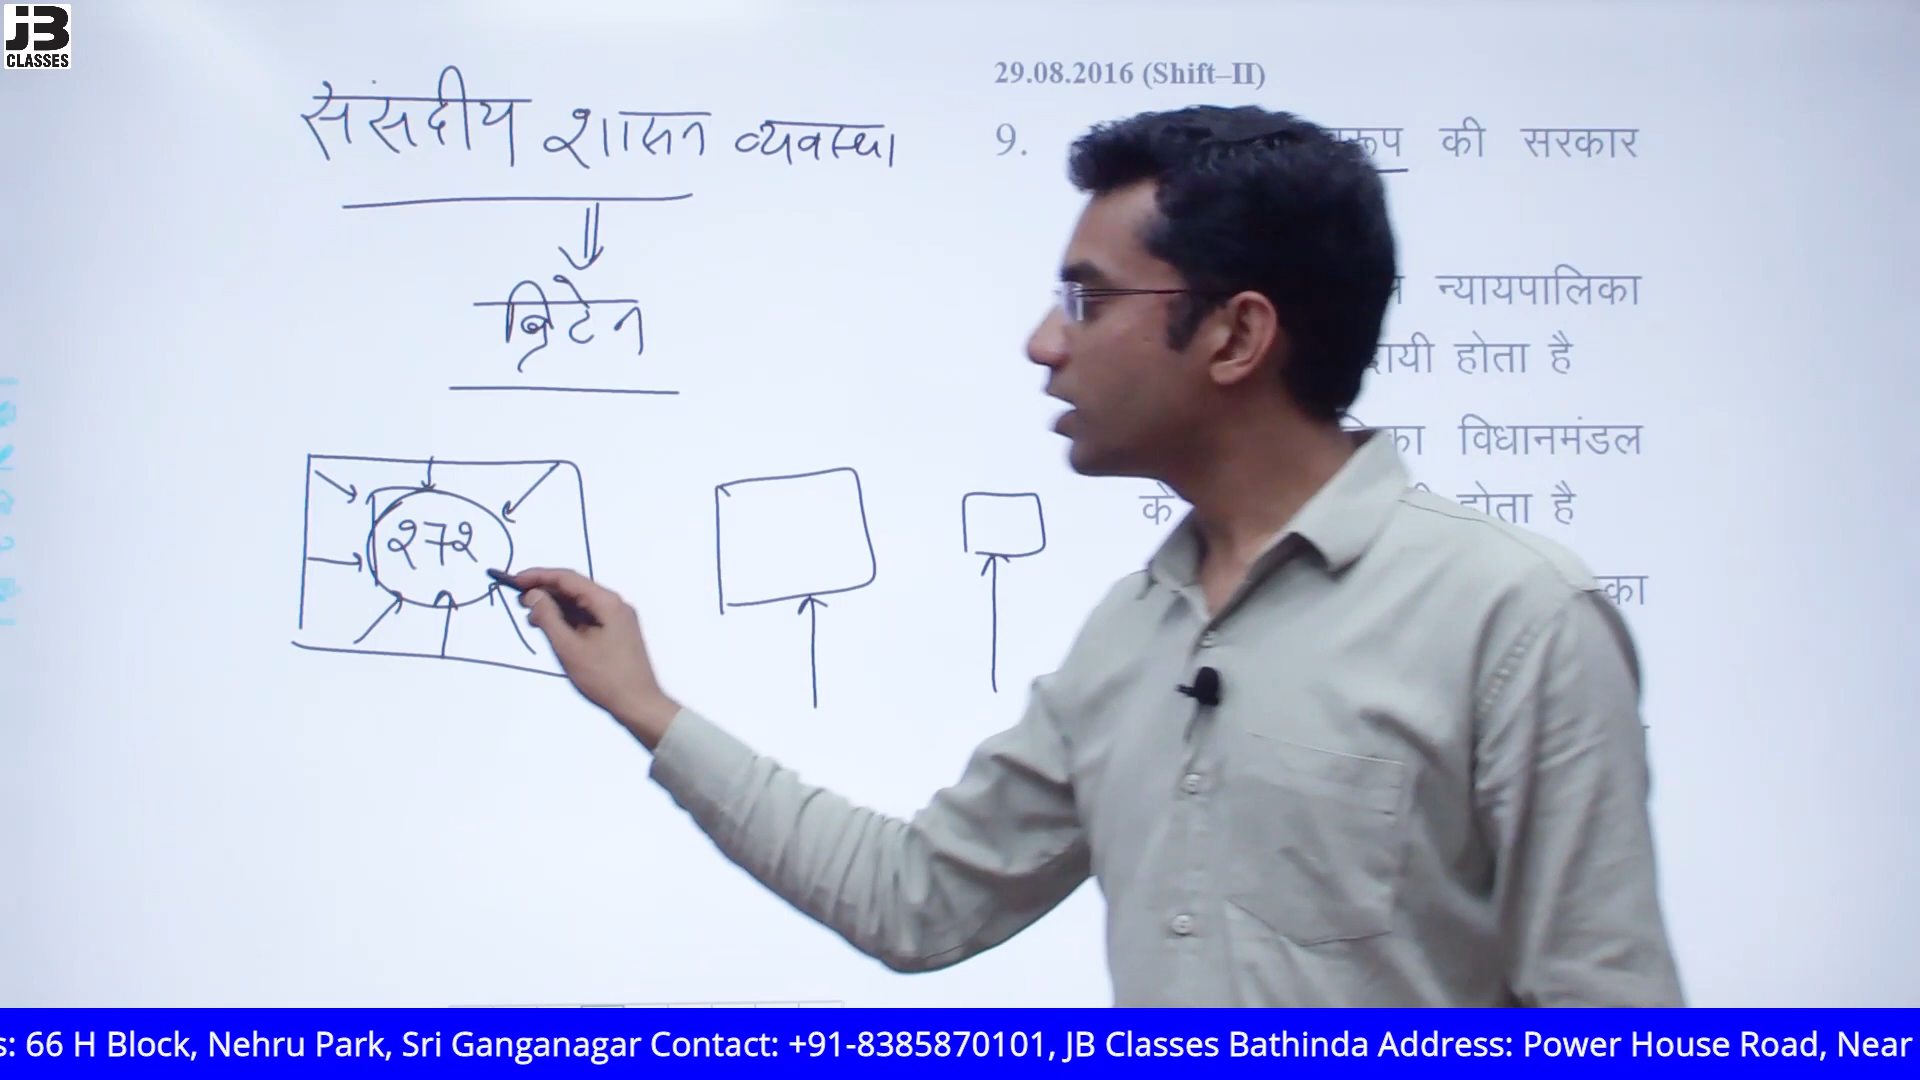 JB
CLASSES
संसदीय शासन व्यवस्था
ब्रिटेन
272
29.08.2016 (Shift–II)
9. रूप की सरकार
न्यायपालिका
होता है
विधानमंडल
के होता है
का
s: 66 H Block, Nehru Park, Sri Ganganagar Contact: +91-8385870101, JB Classes Bathinda Address: Power House Road, Near